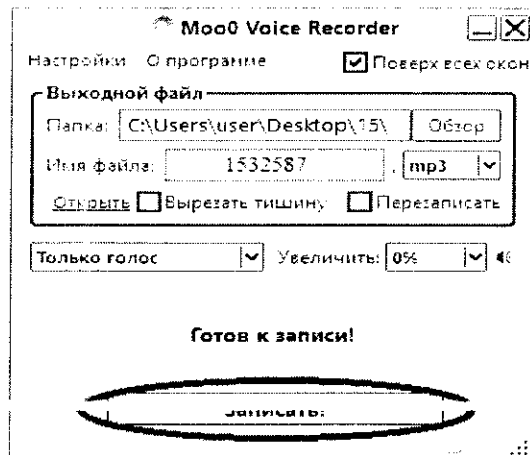 Moo0 Voice Recorder
Настройки О программе Поверх всех окон
Выходной файл
Папка: C:\Users\user\Desktop\15\ Обзор
Имя файла: 1532587 . mp3
Открыть Вырезать тишину Перезаписать
Только голос Увеличить: 0%
Готов к записи!
Записать!